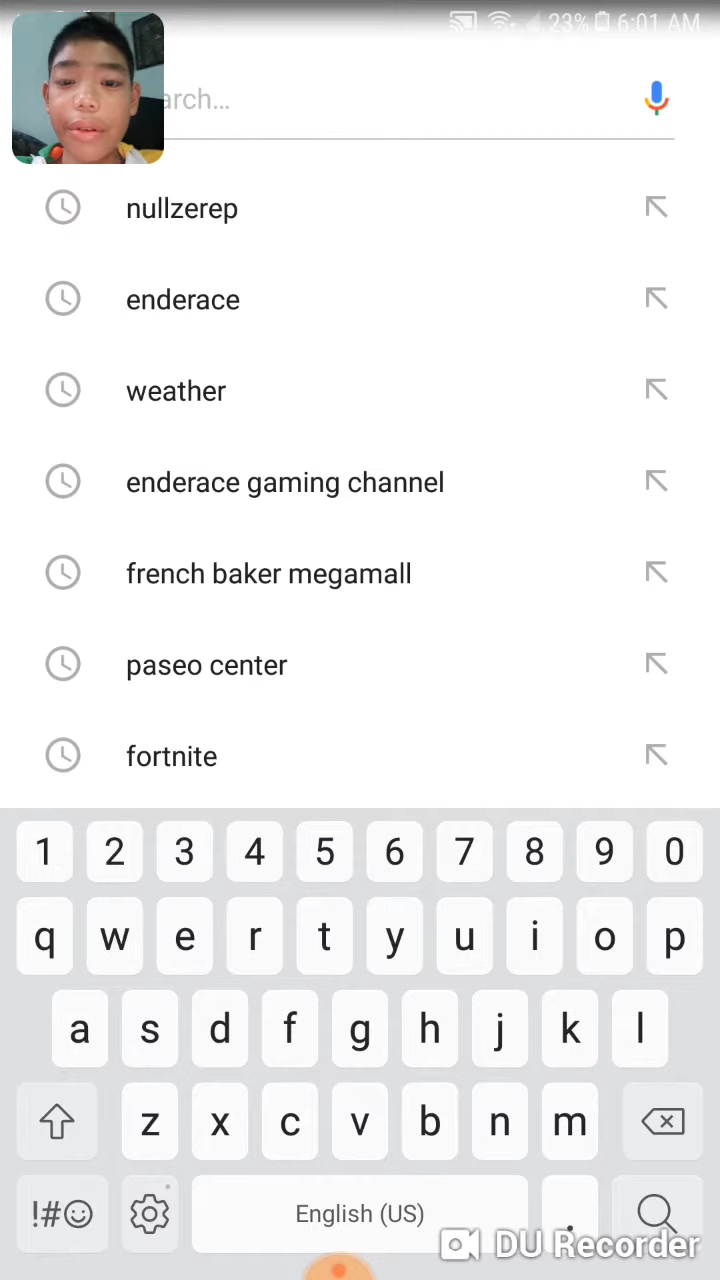 23% 6:01 AM
arch...
nullzerep
enderace
weather
enderace gaming channel
french baker megamall
paseo center
fortnite
1 2 3 4 5 6 7 8 9 0
q w e r t y u i o p
a s d f g h j k l
z x c v b n m
!#☺ English (US) .
DU Recorder